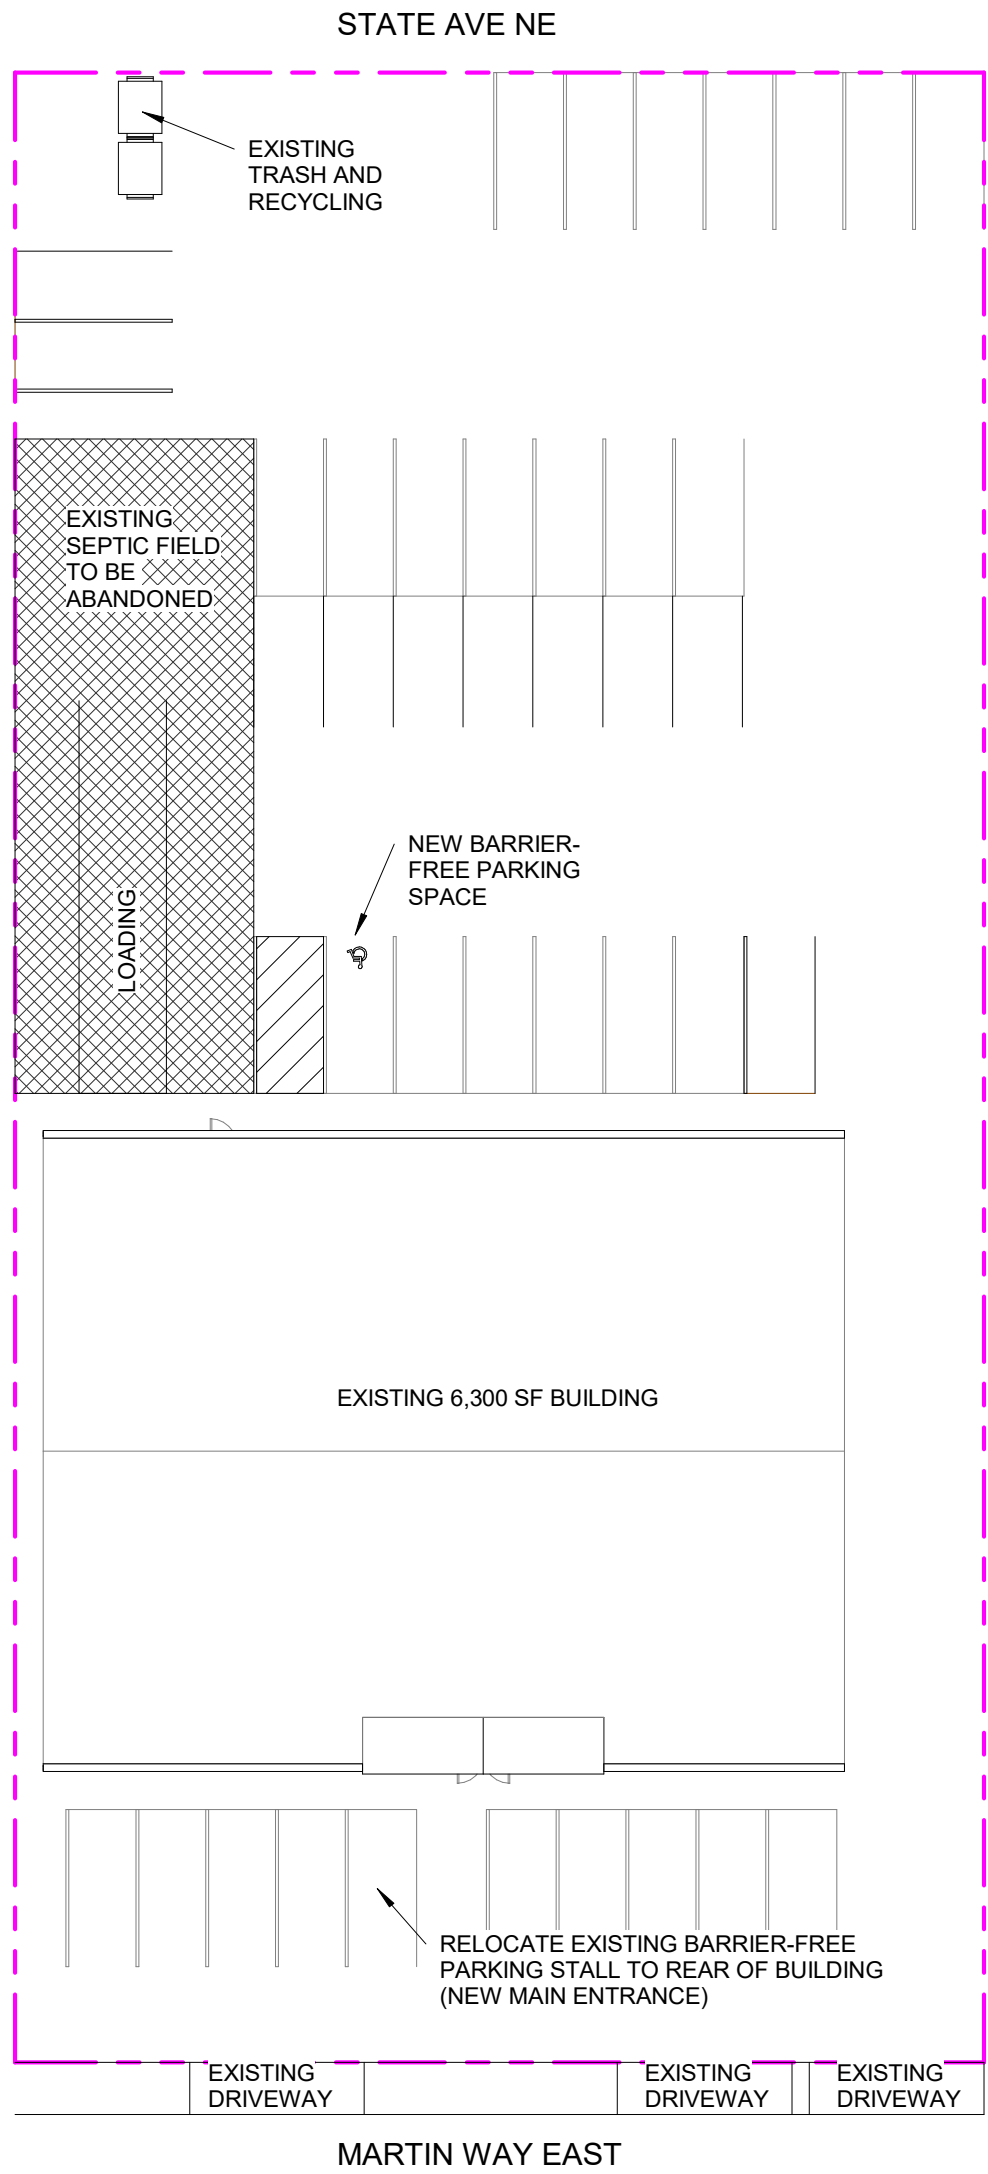 STATE AVE NE
EXISTING
TRASH AND
RECYCLING
EXISTING
SEPTIC FIELD
TO BE
ABANDONED
NEW BARRIER-
FREE PARKING
SPACE
LOADING
EXISTING 6,300 SF BUILDING
RELOCATE EXISTING BARRIER-FREE
PARKING STALL TO REAR OF BUILDING
(NEW MAIN ENTRANCE)
EXISTING
DRIVEWAY
EXISTING
DRIVEWAY
EXISTING
DRIVEWAY
MARTIN WAY EAST